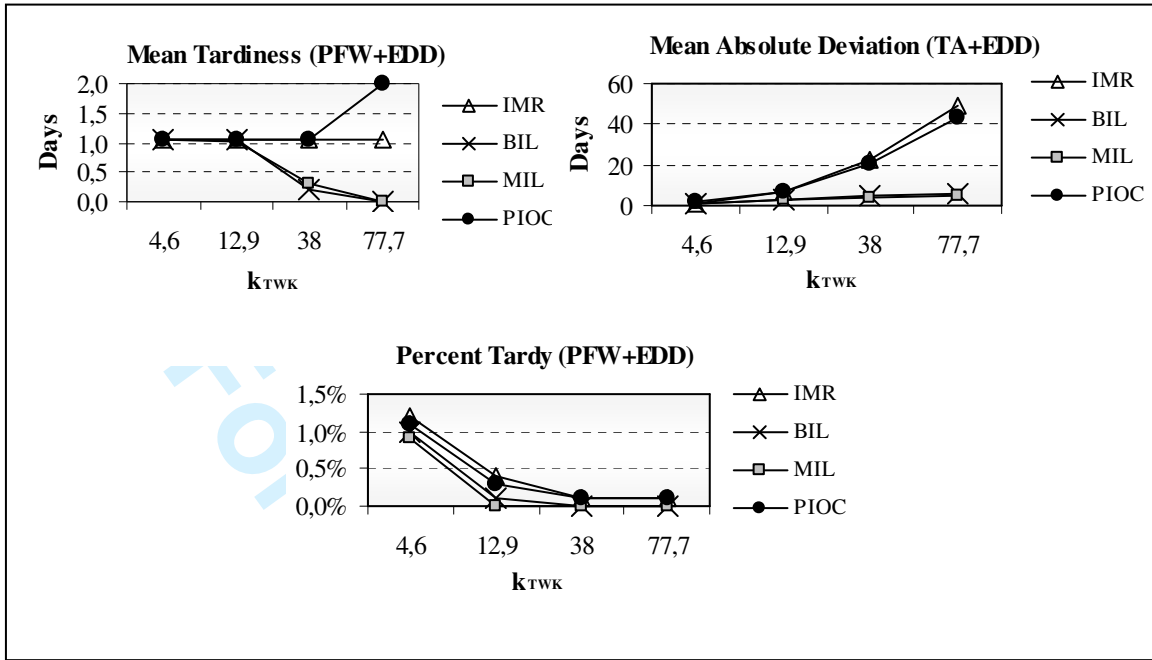 Mean Tardiness (PFW+EDD)
2,0
1,5
1,0
0,5
0,0
Days
4,6 12,9 38 77,7
kTWK
IMR
BIL
MIL
PIOC
Mean Absolute Deviation (TA+EDD)
60
40
20
0
Days
4,6 12,9 38 77,7
kTWK
IMR
BIL
MIL
PIOC
Percent Tardy (PFW+EDD)
1,5%
1,0%
0,5%
0,0%
4,6 12,9 38 77,7
kTWK
IMR
BIL
MIL
PIOC